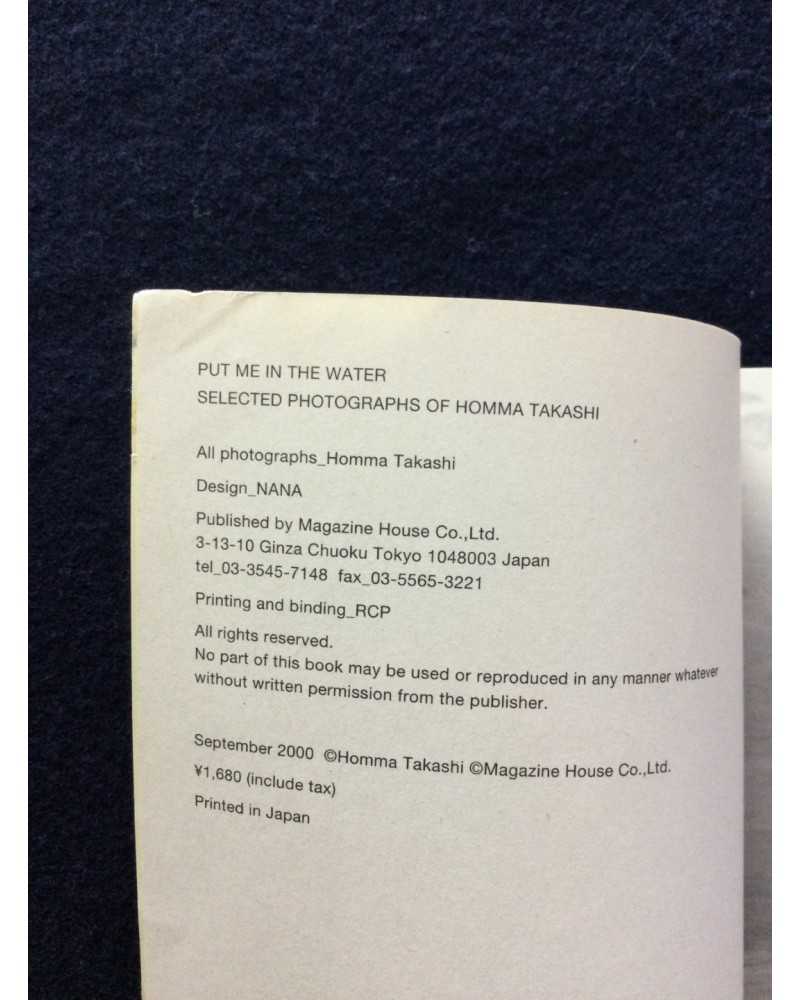 PUT ME IN THE WATER
SELECTED PHOTOGRAPHS OF HOMMA TAKASHI
All photographs_Homma Takashi
Design_NANA
Published by Magazine House Co.,Ltd.
3-13-10 Ginza Chuoku Tokyo 1048003 Japan
tel_03-3545-7148 fax_03-5565-3221
Printing and binding_RCP
All rights reserved.
No part of this book may be used or reproduced in any manner whatever
without written permission from the publisher.
September 2000 ©Homma Takashi ©Magazine House Co.,Ltd.
¥1,680 (include tax)
Printed in Japan